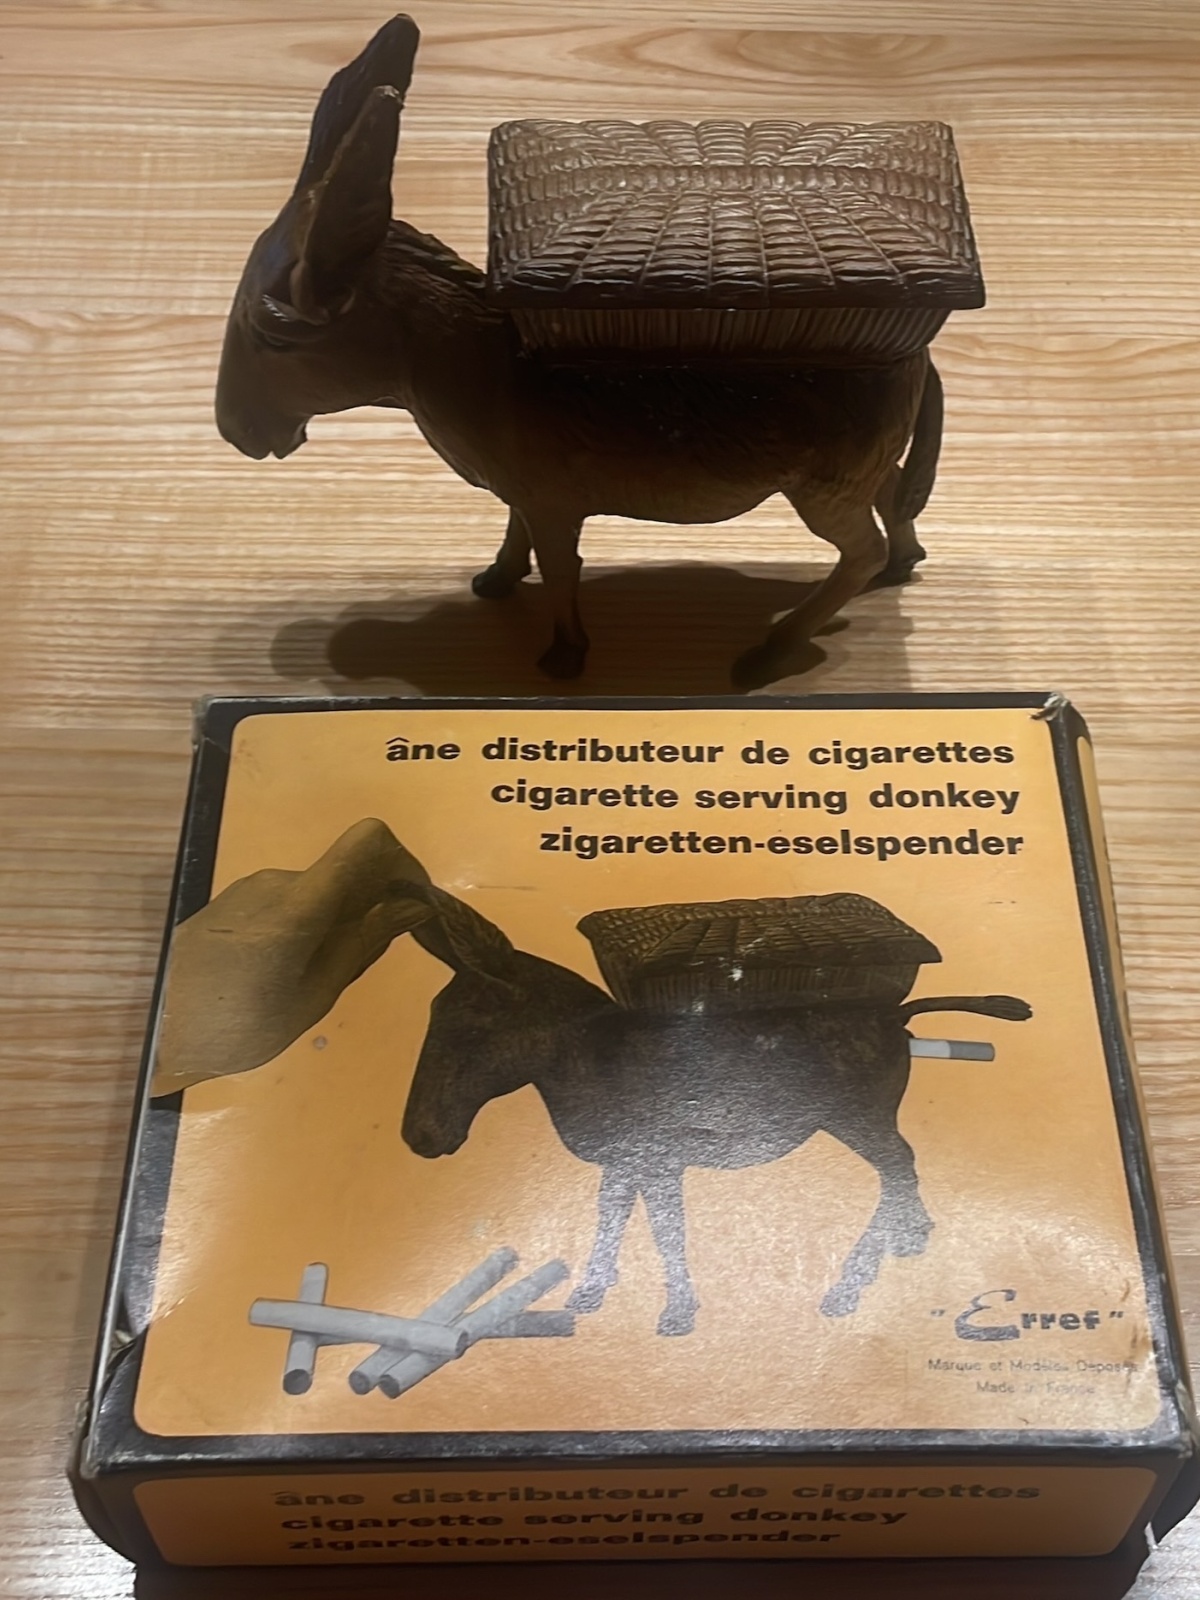 âne distributeur de cigarettes
cigarette serving donkey
zigaretten-eselspender
"Erref"
Marque et Modèles Déposés
Made in France
âne distributeur de cigarettes
cigarette serving donkey
zigaretten-eselspender